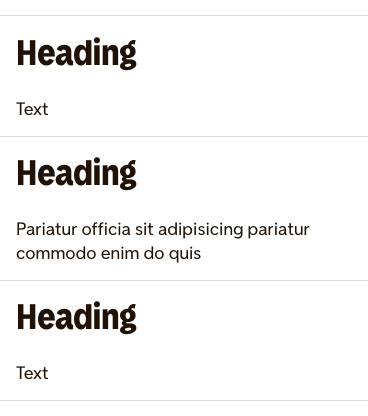 Heading
Text
Heading
Pariatur officia sit adipisicing pariatur
commodo enim do quis
Heading
Text